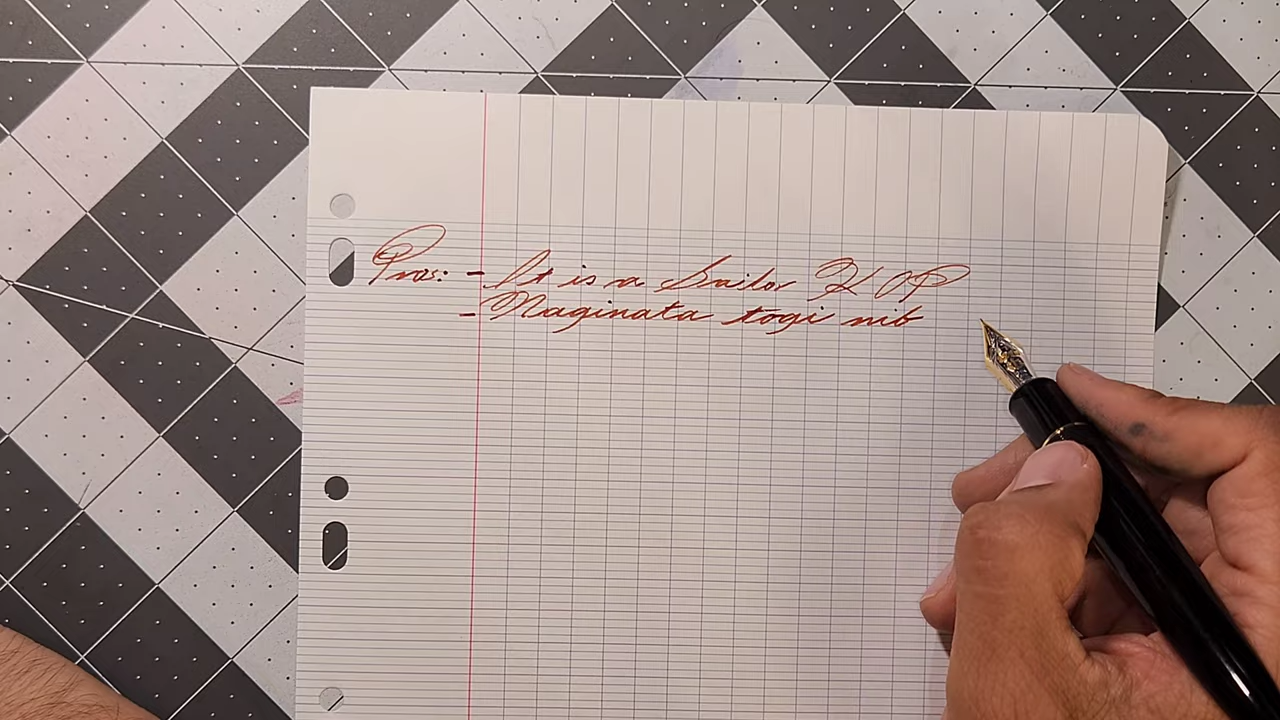 Pros: - It is a Sailor KOP
- Naginata togi nib